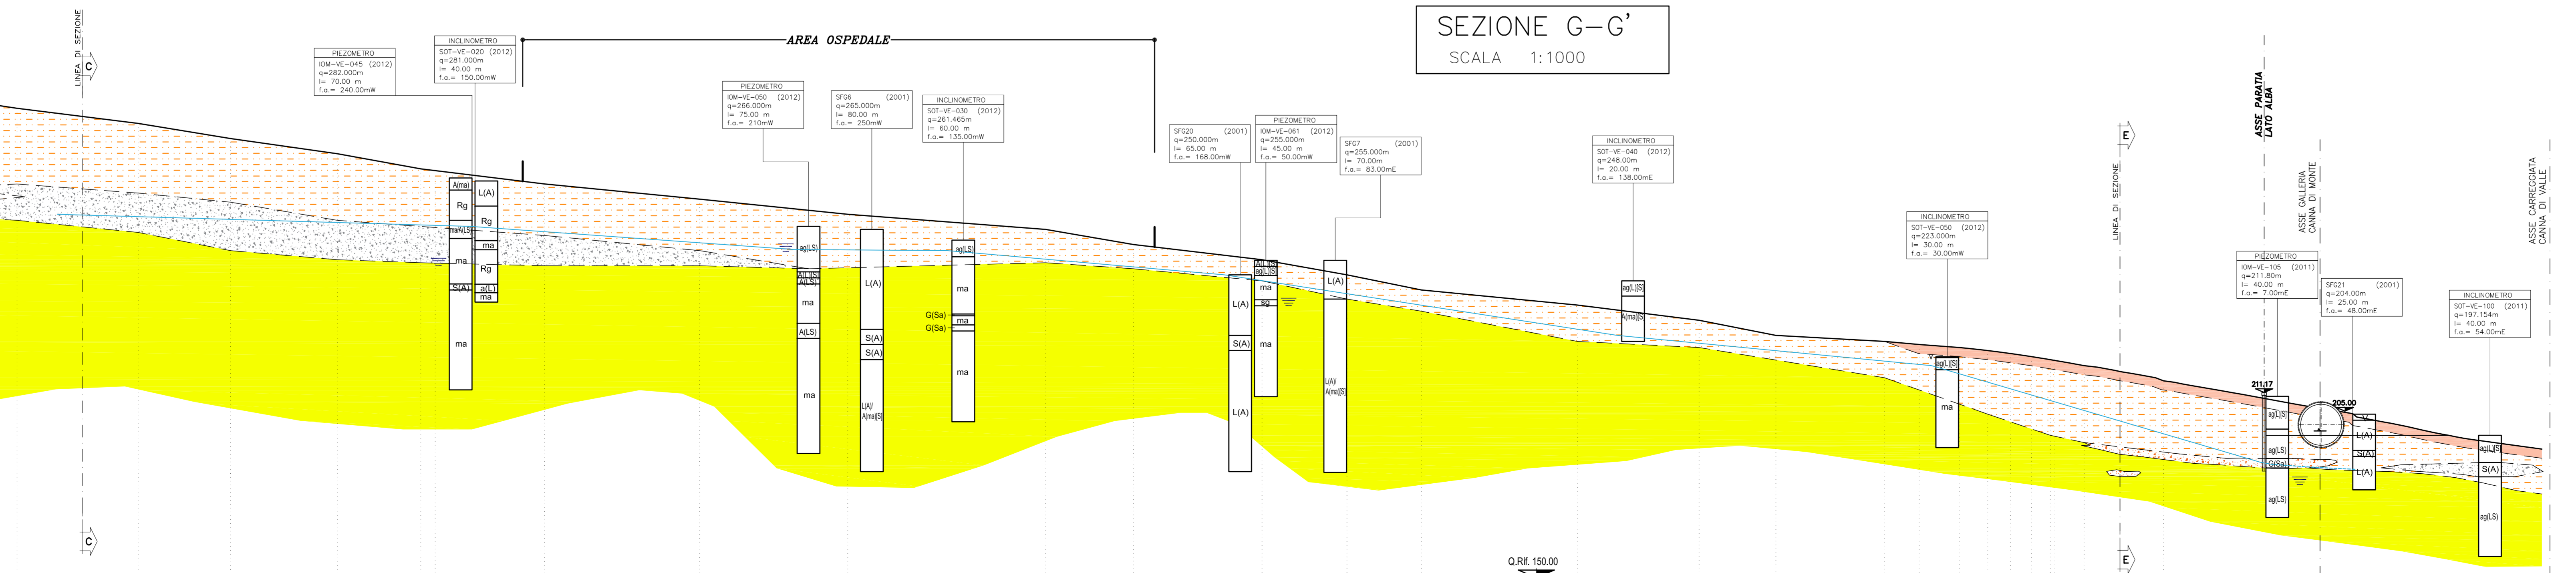 SEZIONE G-G'
SCALA 1:1000
LINEA DI SEZIONE
C
C
AREA OSPEDALE
PIEZOMETRO
IOM-VE-045 (2012)
q=282.000m
l= 70.00 m
f.a.= 240.00mW
INCLINOMETRO
SOT-VE-020 (2012)
q=281.000m
l= 40.00 m
f.a.= 150.00mW
PIEZOMETRO
IOM-VE-050 (2012)
q=266.000m
l= 75.00 m
f.a.= 210mW
SFG6 (2001)
q=265.000m
l= 80.00 m
f.a.= 250mW
INCLINOMETRO
SOT-VE-030 (2012)
q=261.465m
l= 60.00 m
f.a.= 135.00mW
SFG20 (2001)
q=250.000m
l= 65.00 m
f.a.= 168.00mW
PIEZOMETRO
IOM-VE-061 (2012)
q=255.000m
l= 45.00 m
f.a.= 50.00mW
SFG7 (2001)
q=255.000m
l= 70.00 m
f.a.= 83.00mE
INCLINOMETRO
SOT-VE-040 (2012)
q=248.00m
l= 20.00 m
f.a.= 138.00mE
INCLINOMETRO
SOT-VE-050 (2012)
q=223.000m
l= 30.00 m
f.a.= 30.00mW
LINEA DI SEZIONE
E
E
ASSE PARATIA
LATO ALBA
ASSE GALLERIA
CANNA DI MONTE
ASSE CARREGGIATA
CANNA DI VALLE
PIEZOMETRO
IOM-VE-105 (2011)
q=211.80m
l= 40.00 m
f.a.= 7.00mE
SFG21 (2001)
q=204.00m
l= 25.00 m
f.a.= 48.00mE
INCLINOMETRO
SOT-VE-100 (2011)
q=197.154m
l= 40.00 m
f.a.= 54.00mE
A(ma)
Rg
ma
S(A)
ma
L(A)
Rg
ma
Rg
a(L)
ma
ag(LS)
A(LS)
ma
A(LS)
ma
L(A)
S(A)
S(A)
L(A)/
A(ma)[S]
ag(LS)
ma
G(Sa)
ma
G(Sa)
ma
L(A)
S(A)
L(A)
ag(L)[S]
ma
sg
ma
L(A)
L(A)/
A(ma)[S]
ag(L)[S]
A(ma)[S]
ag(L)[S]
ma
211.17
ag(L)[S]
ag(LS)
G(Sa)
ag(LS)
205.00
V
L(A)
S(A)
L(A)
ag(L)[S]
S(A)
ag(LS)
Q.Rif. 150.00